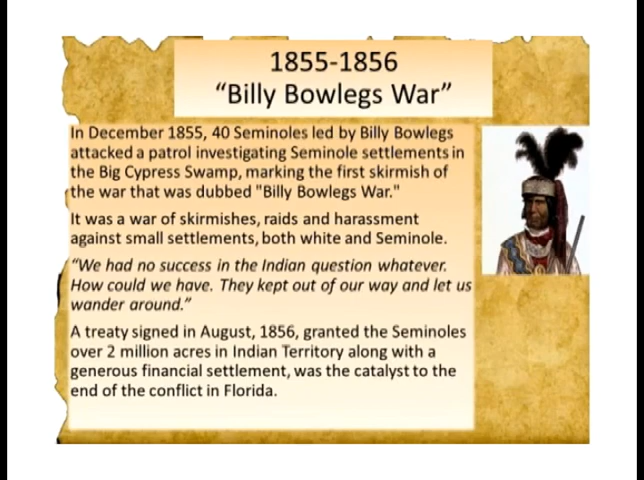 1855-1856
“Billy Bowlegs War”
In December 1855, 40 Seminoles led by Billy Bowlegs
attacked a patrol investigating Seminole settlements in
the Big Cypress Swamp, marking the first skirmish of
the war that was dubbed "Billy Bowlegs War."
It was a war of skirmishes, raids and harassment
against small settlements, both white and Seminole.
“We had no success in the Indian question whatever.
How could we have. They kept out of our way and let us
wander around.”
A treaty signed in August, 1856, granted the Seminoles
over 2 million acres in Indian Territory along with a
generous financial settlement, was the catalyst to the
end of the conflict in Florida.